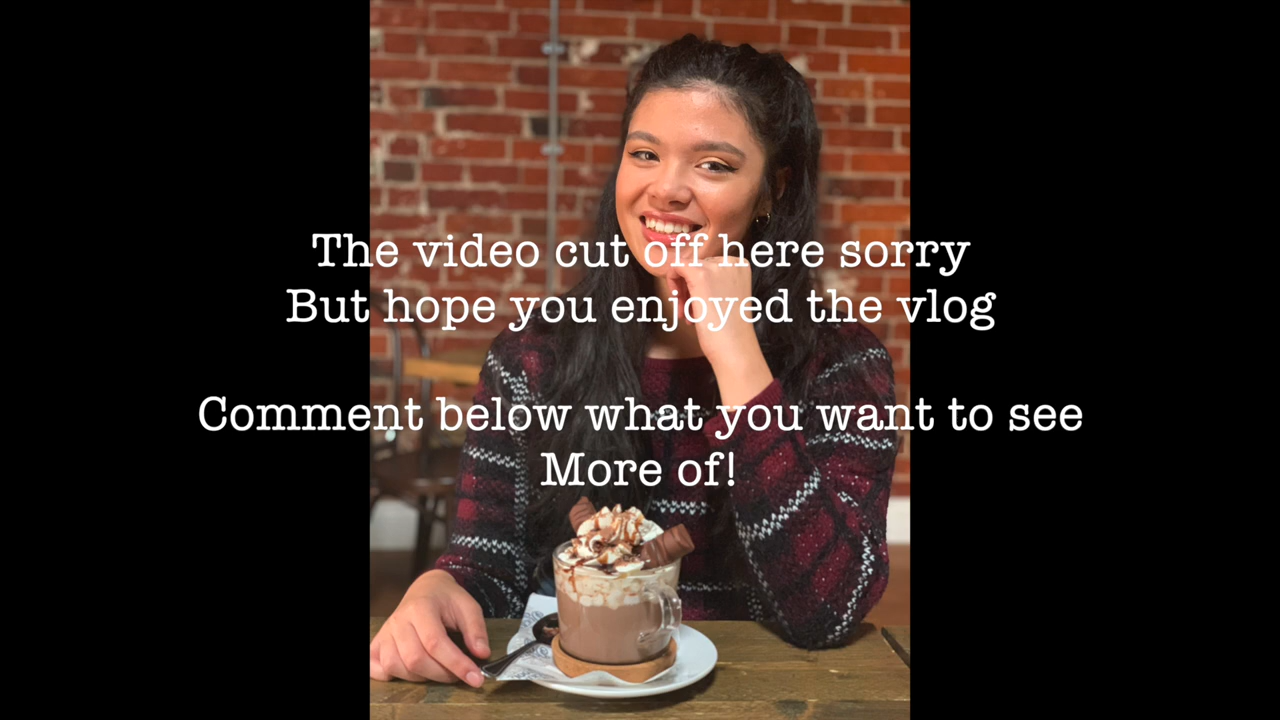 The video cut off here sorry
But hope you enjoyed the vlog
Comment below what you want to see
More of!